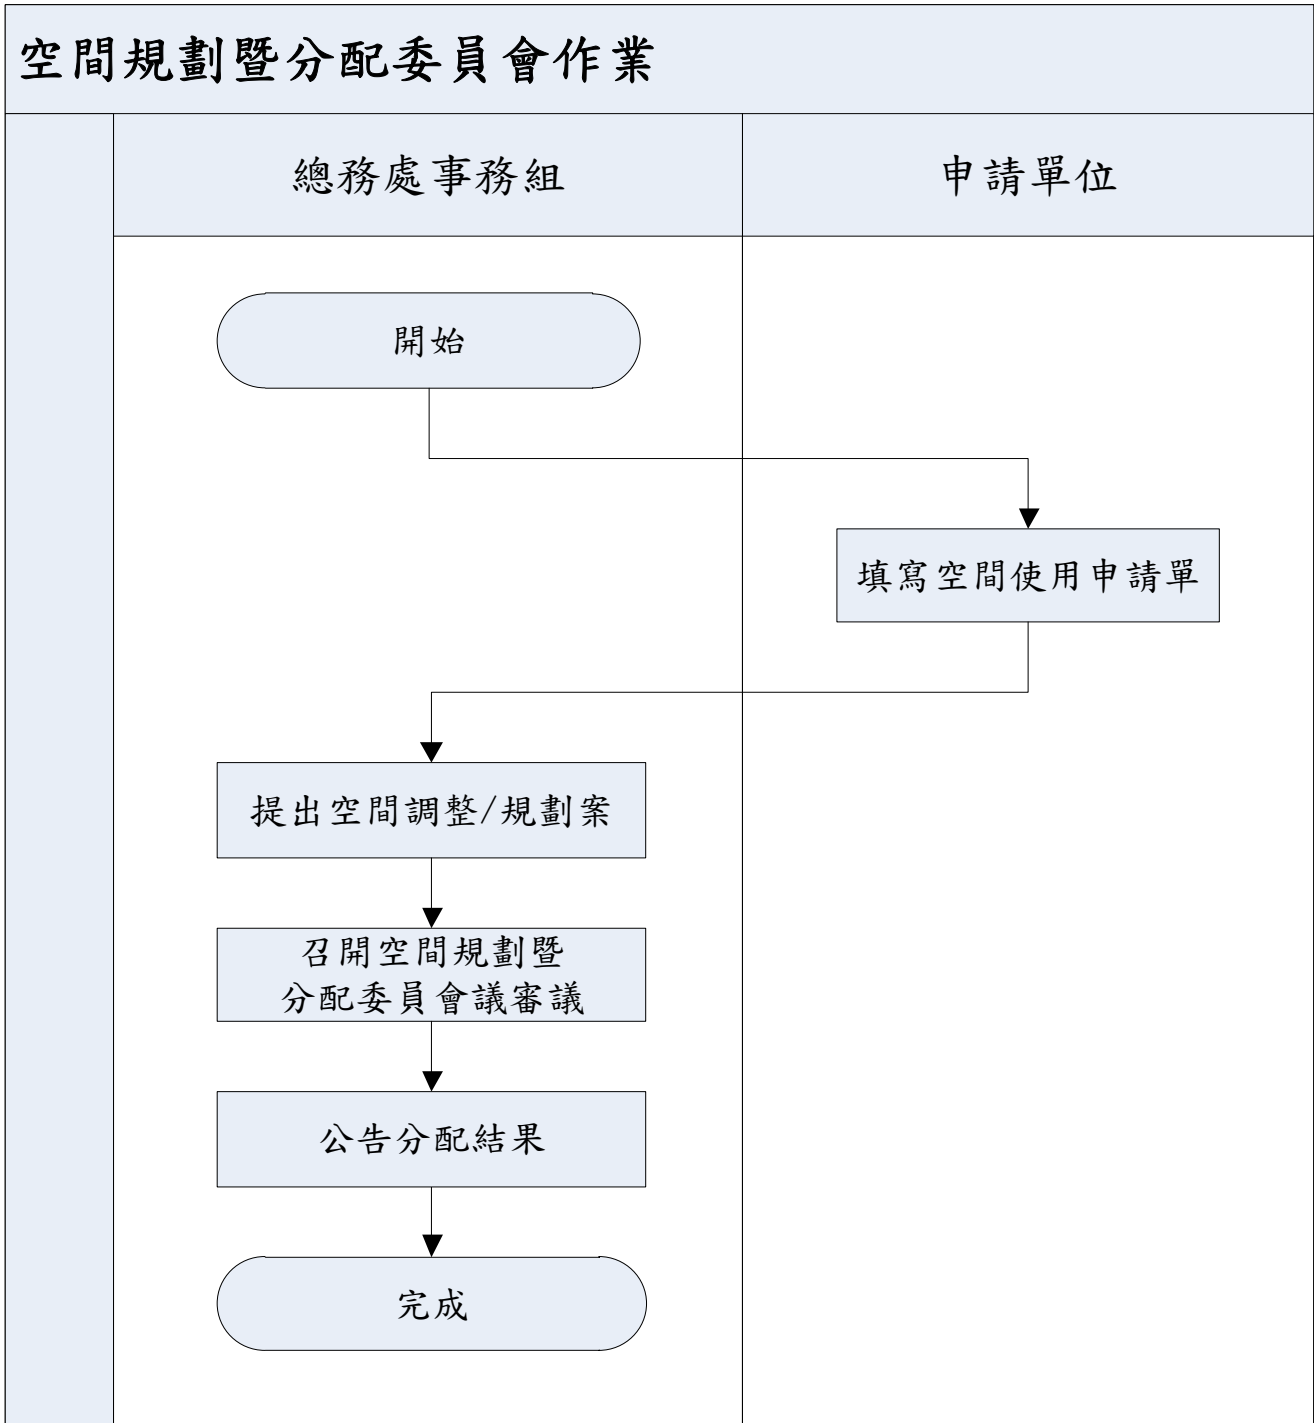 空間規劃暨分配委員會作業
總務處事務組
申請單位
開始
填寫空間使用申請單
提出空間調整/規劃案
召開空間規劃暨
分配委員會議審議
公告分配結果
完成